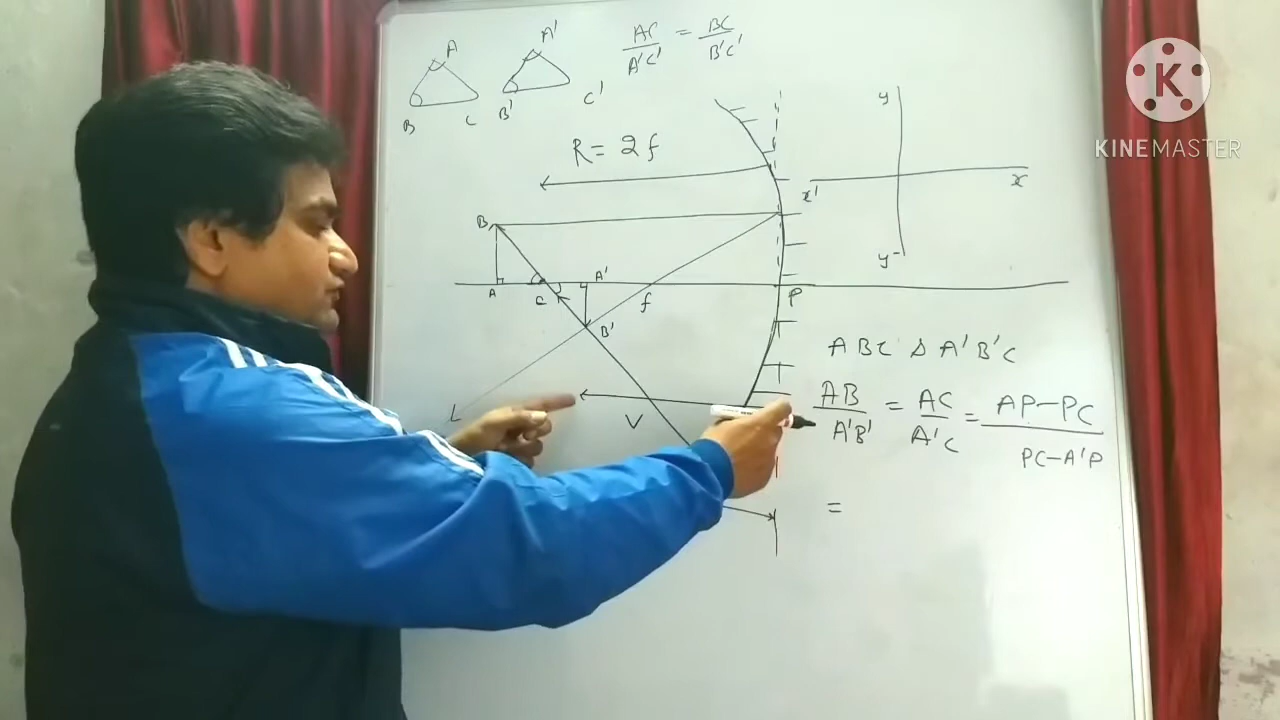 A A'
B C B' C'
AC/A'C' = BC/B'C'
K
KINEMASTER
R = 2f
y
x' x
y-
B
A C A' f P
B'
L
V
ABC Δ A'B'C
AB/A'B' = AC/A'C = AP-PC/PC-A'P
=